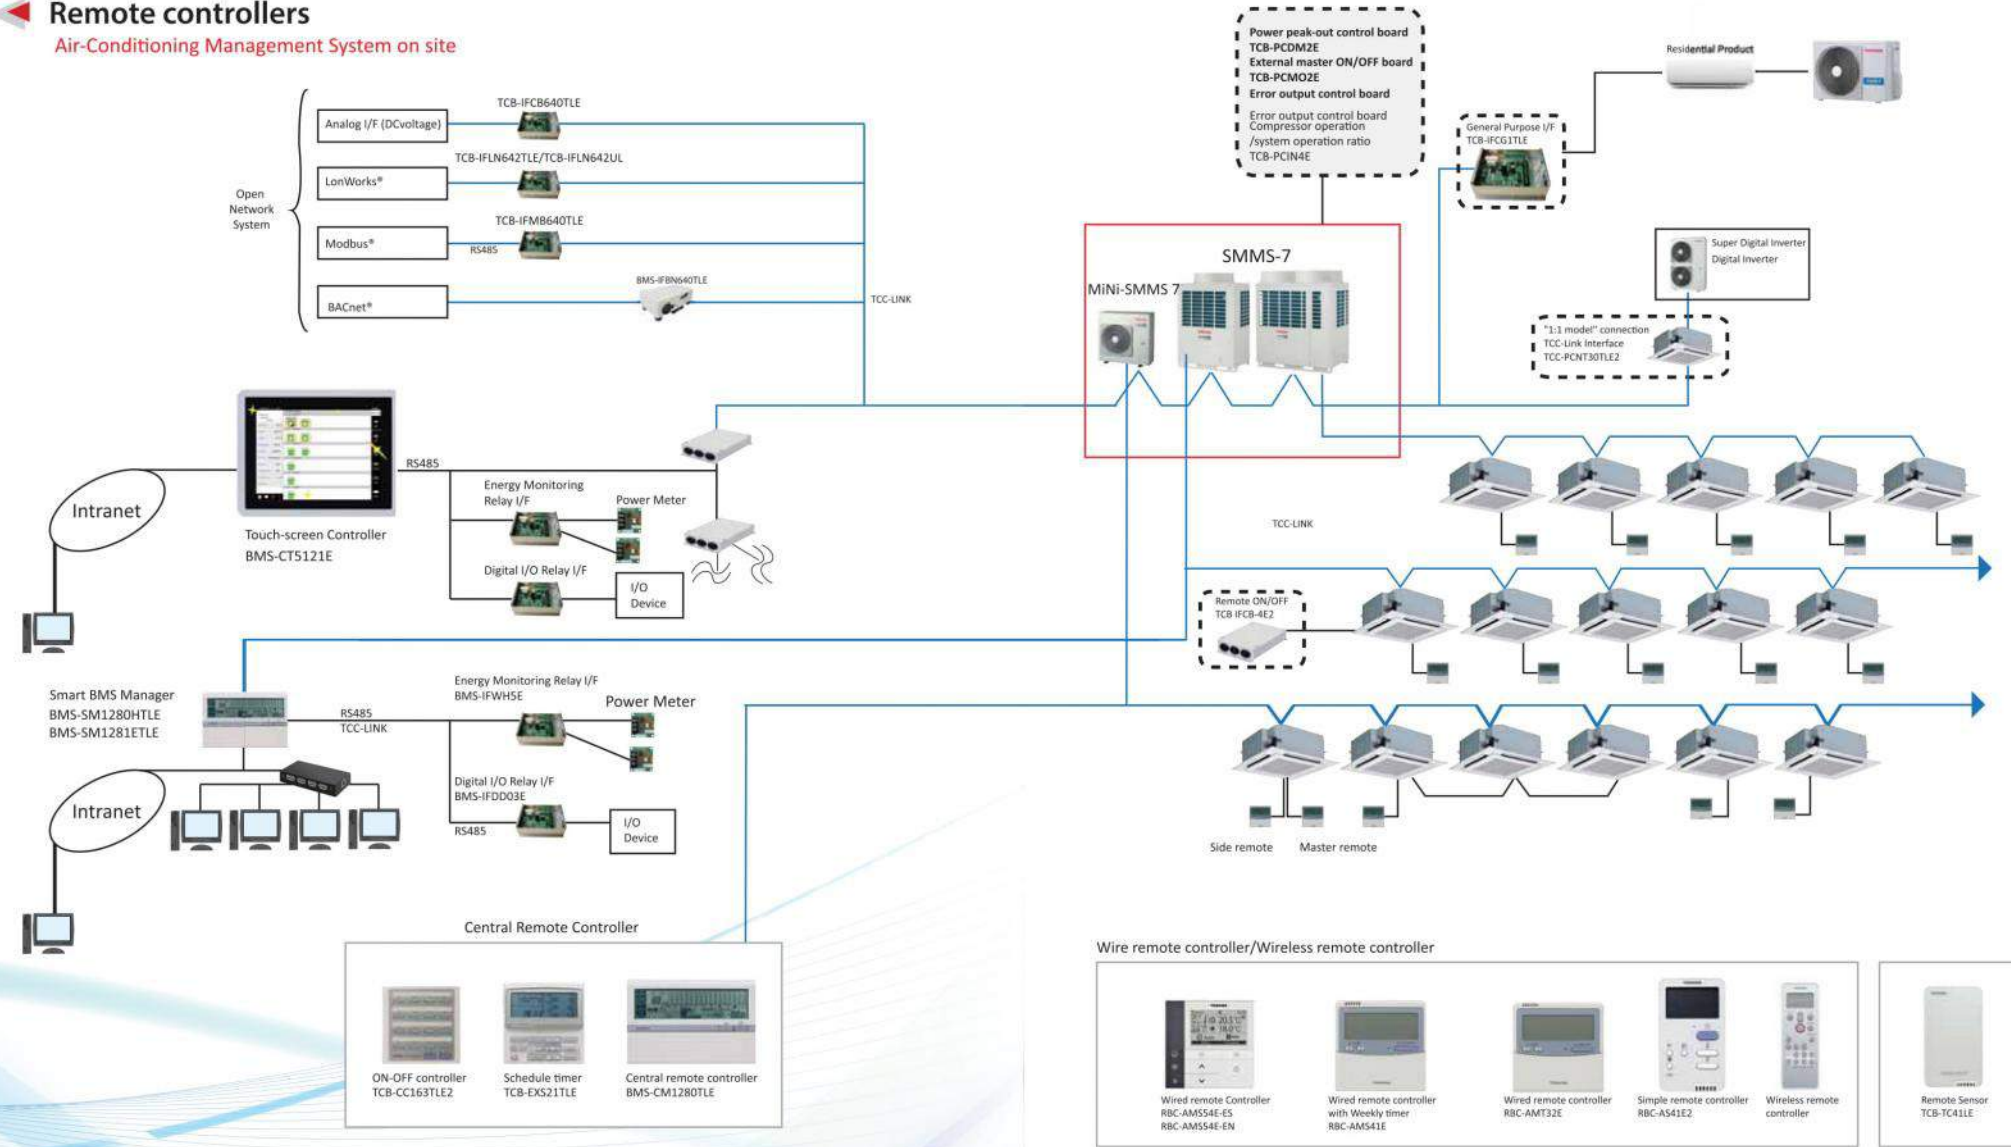 Remote controllers
Air-Conditioning Management System on site
Power peak-out control board
TCB-PCDM2E
External master ON/OFF board
TCB-PCMO2E
Error output control board
Error output control board
Compressor operation
/system operation ratio
TCB-PCIN4E
Residential Product
General Purpose I/F
TCB-IFCG1TLE
Open
Network
System
Analog I/F (DCvoltage)
TCB-IFCB640TLE
LonWorks®
TCB-IFLN642TLE/TCB-IFLN642UL
Modbus®
RS485
TCB-IFMB640TLE
BACnet®
BMS-IFBN640TLE
TCC-LINK
MiNi-SMMS 7
SMMS-7
Super Digital Inverter
Digital Inverter
"1:1 model" connection
TCC-Link Interface
TCC-PCNT30TLE2
Intranet
Touch-screen Controller
BMS-CT5121E
RS485
Energy Monitoring
Relay I/F
Power Meter
Digital I/O Relay I/F
I/O
Device
TCC-LINK
Remote ON/OFF
TCB IFCB-4E2
Smart BMS Manager
BMS-SM1280HTLE
BMS-SM1281ETLE
RS485
TCC-LINK
Energy Monitoring Relay I/F
BMS-IFWH5E
Power Meter
Digital I/O Relay I/F
BMS-IFDD03E
RS485
I/O
Device
Intranet
Side remote
Master remote
Central Remote Controller
ON-OFF controller
TCB-CC163TLE2
Schedule timer
TCB-EXS21TLE
Central remote controller
BMS-CM1280TLE
Wire remote controller/Wireless remote controller
Wired remote Controller
RBC-AMS54E-ES
RBC-AMS54E-EN
Wired remote controller
with Weekly timer
RBC-AMS41E
Wired remote controller
RBC-AMT32E
Simple remote controller
RBC-AS41E2
Wireless remote
controller
Remote Sensor
TCB-TC41LE